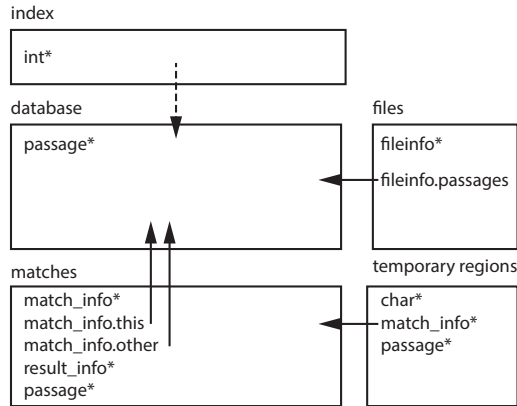 index
int*
database
passage*
files
fileinfo*
fileinfo.passages
matches
match_info*
match_info.this
match_info.other
result_info*
passage*
temporary regions
char*
match_info*
passage*